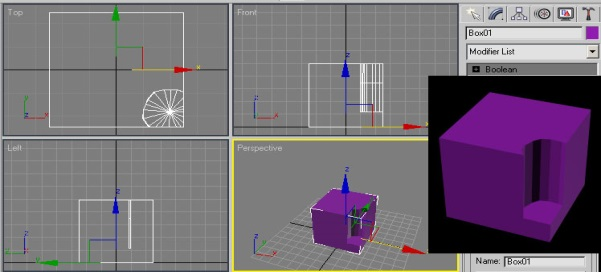 Top
Front
Box01
Modifier List
Boolean
Left
Perspective
Name: Box01
x
y
z